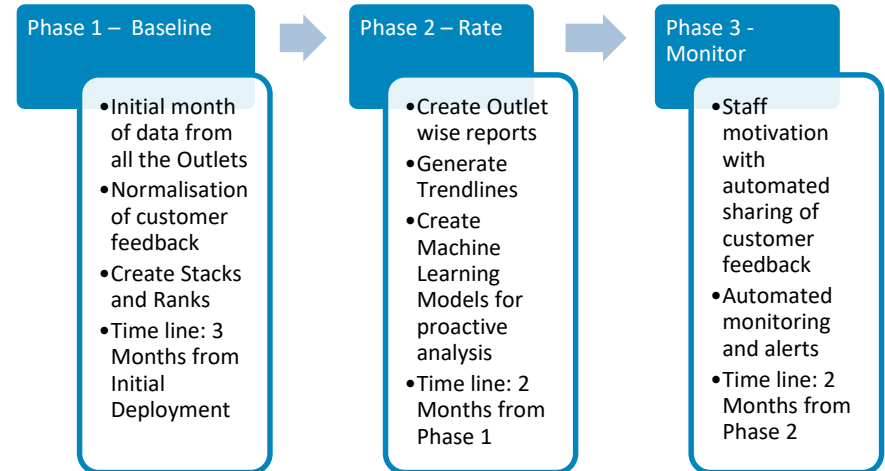 Phase 1 – Baseline
•Initial month
of data from
all the Outlets
•Normalisation
of customer
feedback
•Create Stacks
and Ranks
•Time line: 3
Months from
Initial
Deployment
Phase 2 – Rate
•Create Outlet
wise reports
•Generate
Trendlines
•Create
Machine
Learning
Models for
proactive
analysis
•Time line: 2
Months from
Phase 1
Phase 3 -
Monitor
•Staff
motivation
with
automated
sharing of
customer
feedback
•Automated
monitoring
and alerts
•Time line: 2
Months from
Phase 2